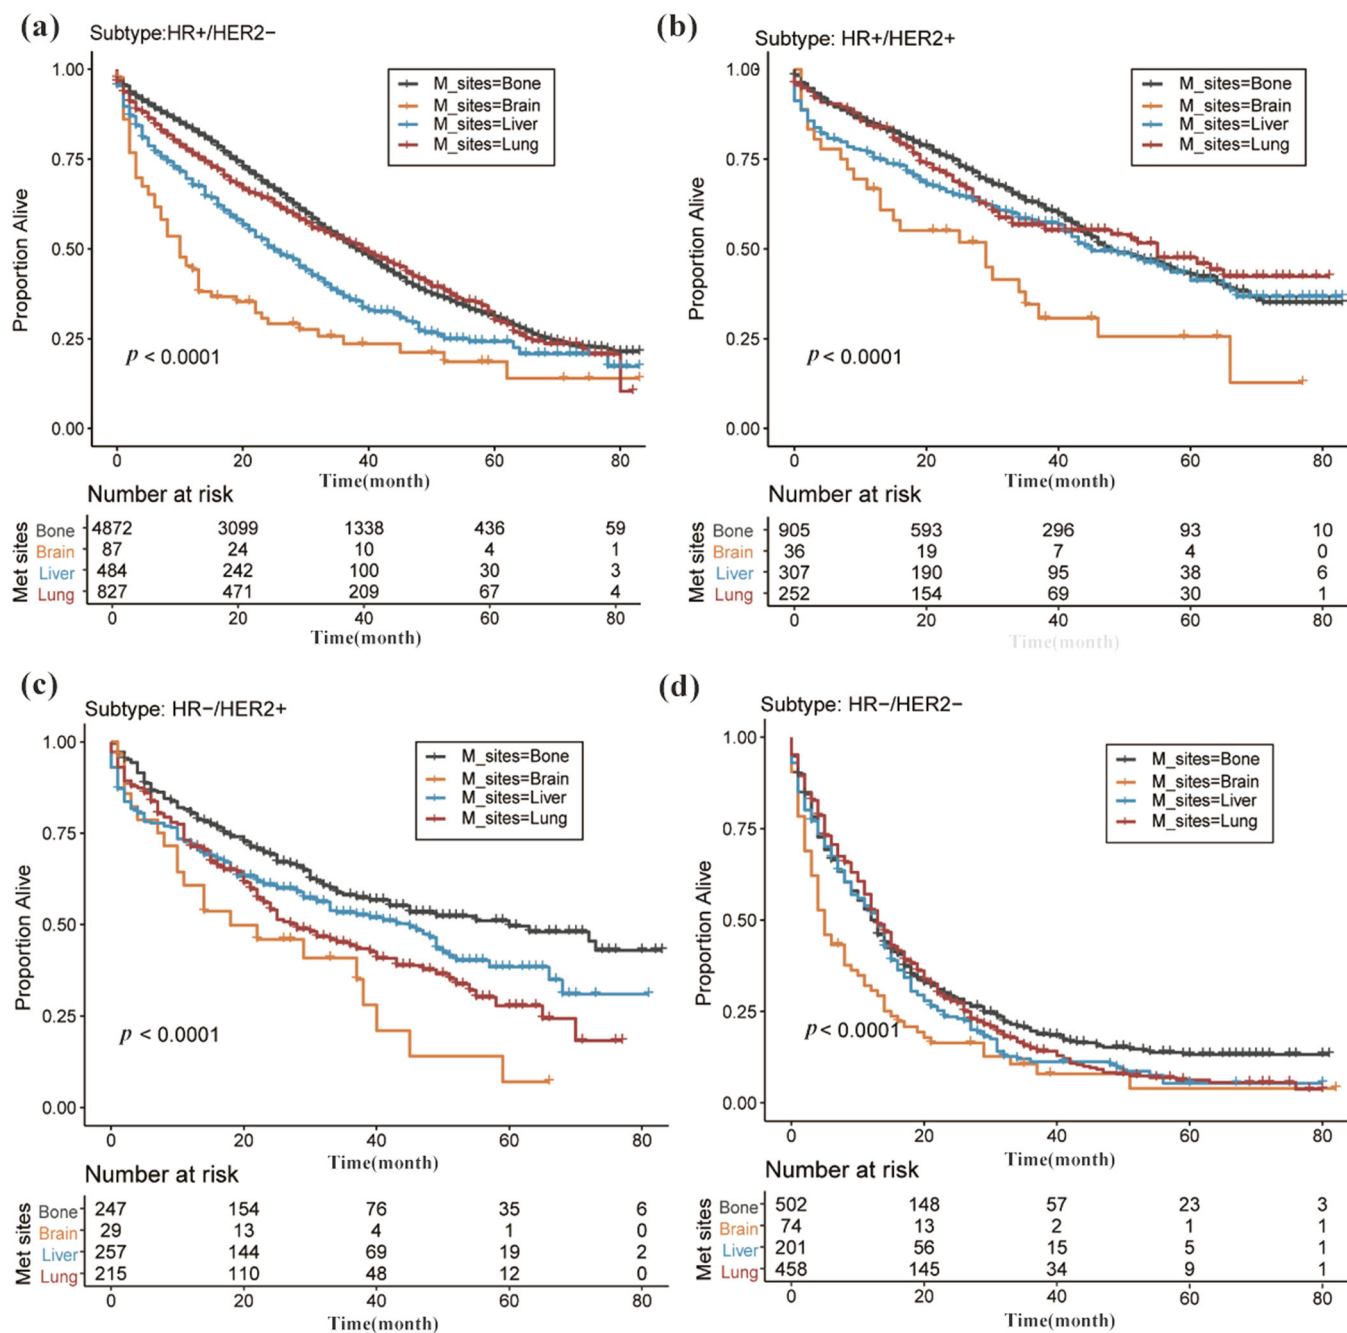 (a)
Subtype:HR+/HER2−
1.00
0.75
0.50
0.25
0.00
Proportion Alive
M_sites=Bone
M_sites=Brain
M_sites=Liver
M_sites=Lung
p < 0.0001
0 20 40 60 80
Time(month)
Number at risk
Met sites
Bone 4872 3099 1338 436 59
Brain 87 24 10 4 1
Liver 484 242 100 30 3
Lung 827 471 209 67 4
0 20 40 60 80
Time(month)
(b)
Subtype: HR+/HER2+
1.00
0.75
0.50
0.25
0.00
Proportion Alive
M_sites=Bone
M_sites=Brain
M_sites=Liver
M_sites=Lung
p < 0.0001
0 20 40 60 80
Time(month)
Number at risk
Met sites
Bone 905 593 296 93 10
Brain 36 19 7 4 0
Liver 307 190 95 38 6
Lung 252 154 69 30 1
0 20 40 60 80
Time(month)
(c)
Subtype: HR−/HER2+
1.00
0.75
0.50
0.25
0.00
Proportion Alive
M_sites=Bone
M_sites=Brain
M_sites=Liver
M_sites=Lung
p < 0.0001
0 20 40 60 80
Time(month)
Number at risk
Met sites
Bone 247 154 76 35 6
Brain 29 13 4 1 0
Liver 257 144 69 19 2
Lung 215 110 48 12 0
0 20 40 60 80
Time(month)
(d)
Subtype: HR−/HER2−
1.00
0.75
0.50
0.25
0.00
Proportion Alive
M_sites=Bone
M_sites=Brain
M_sites=Liver
M_sites=Lung
p < 0.0001
0 20 40 60 80
Time(month)
Number at risk
Met sites
Bone 502 148 57 23 3
Brain 74 13 2 1 1
Liver 201 56 15 5 1
Lung 458 145 34 9 1
0 20 40 60 80
Time(month)